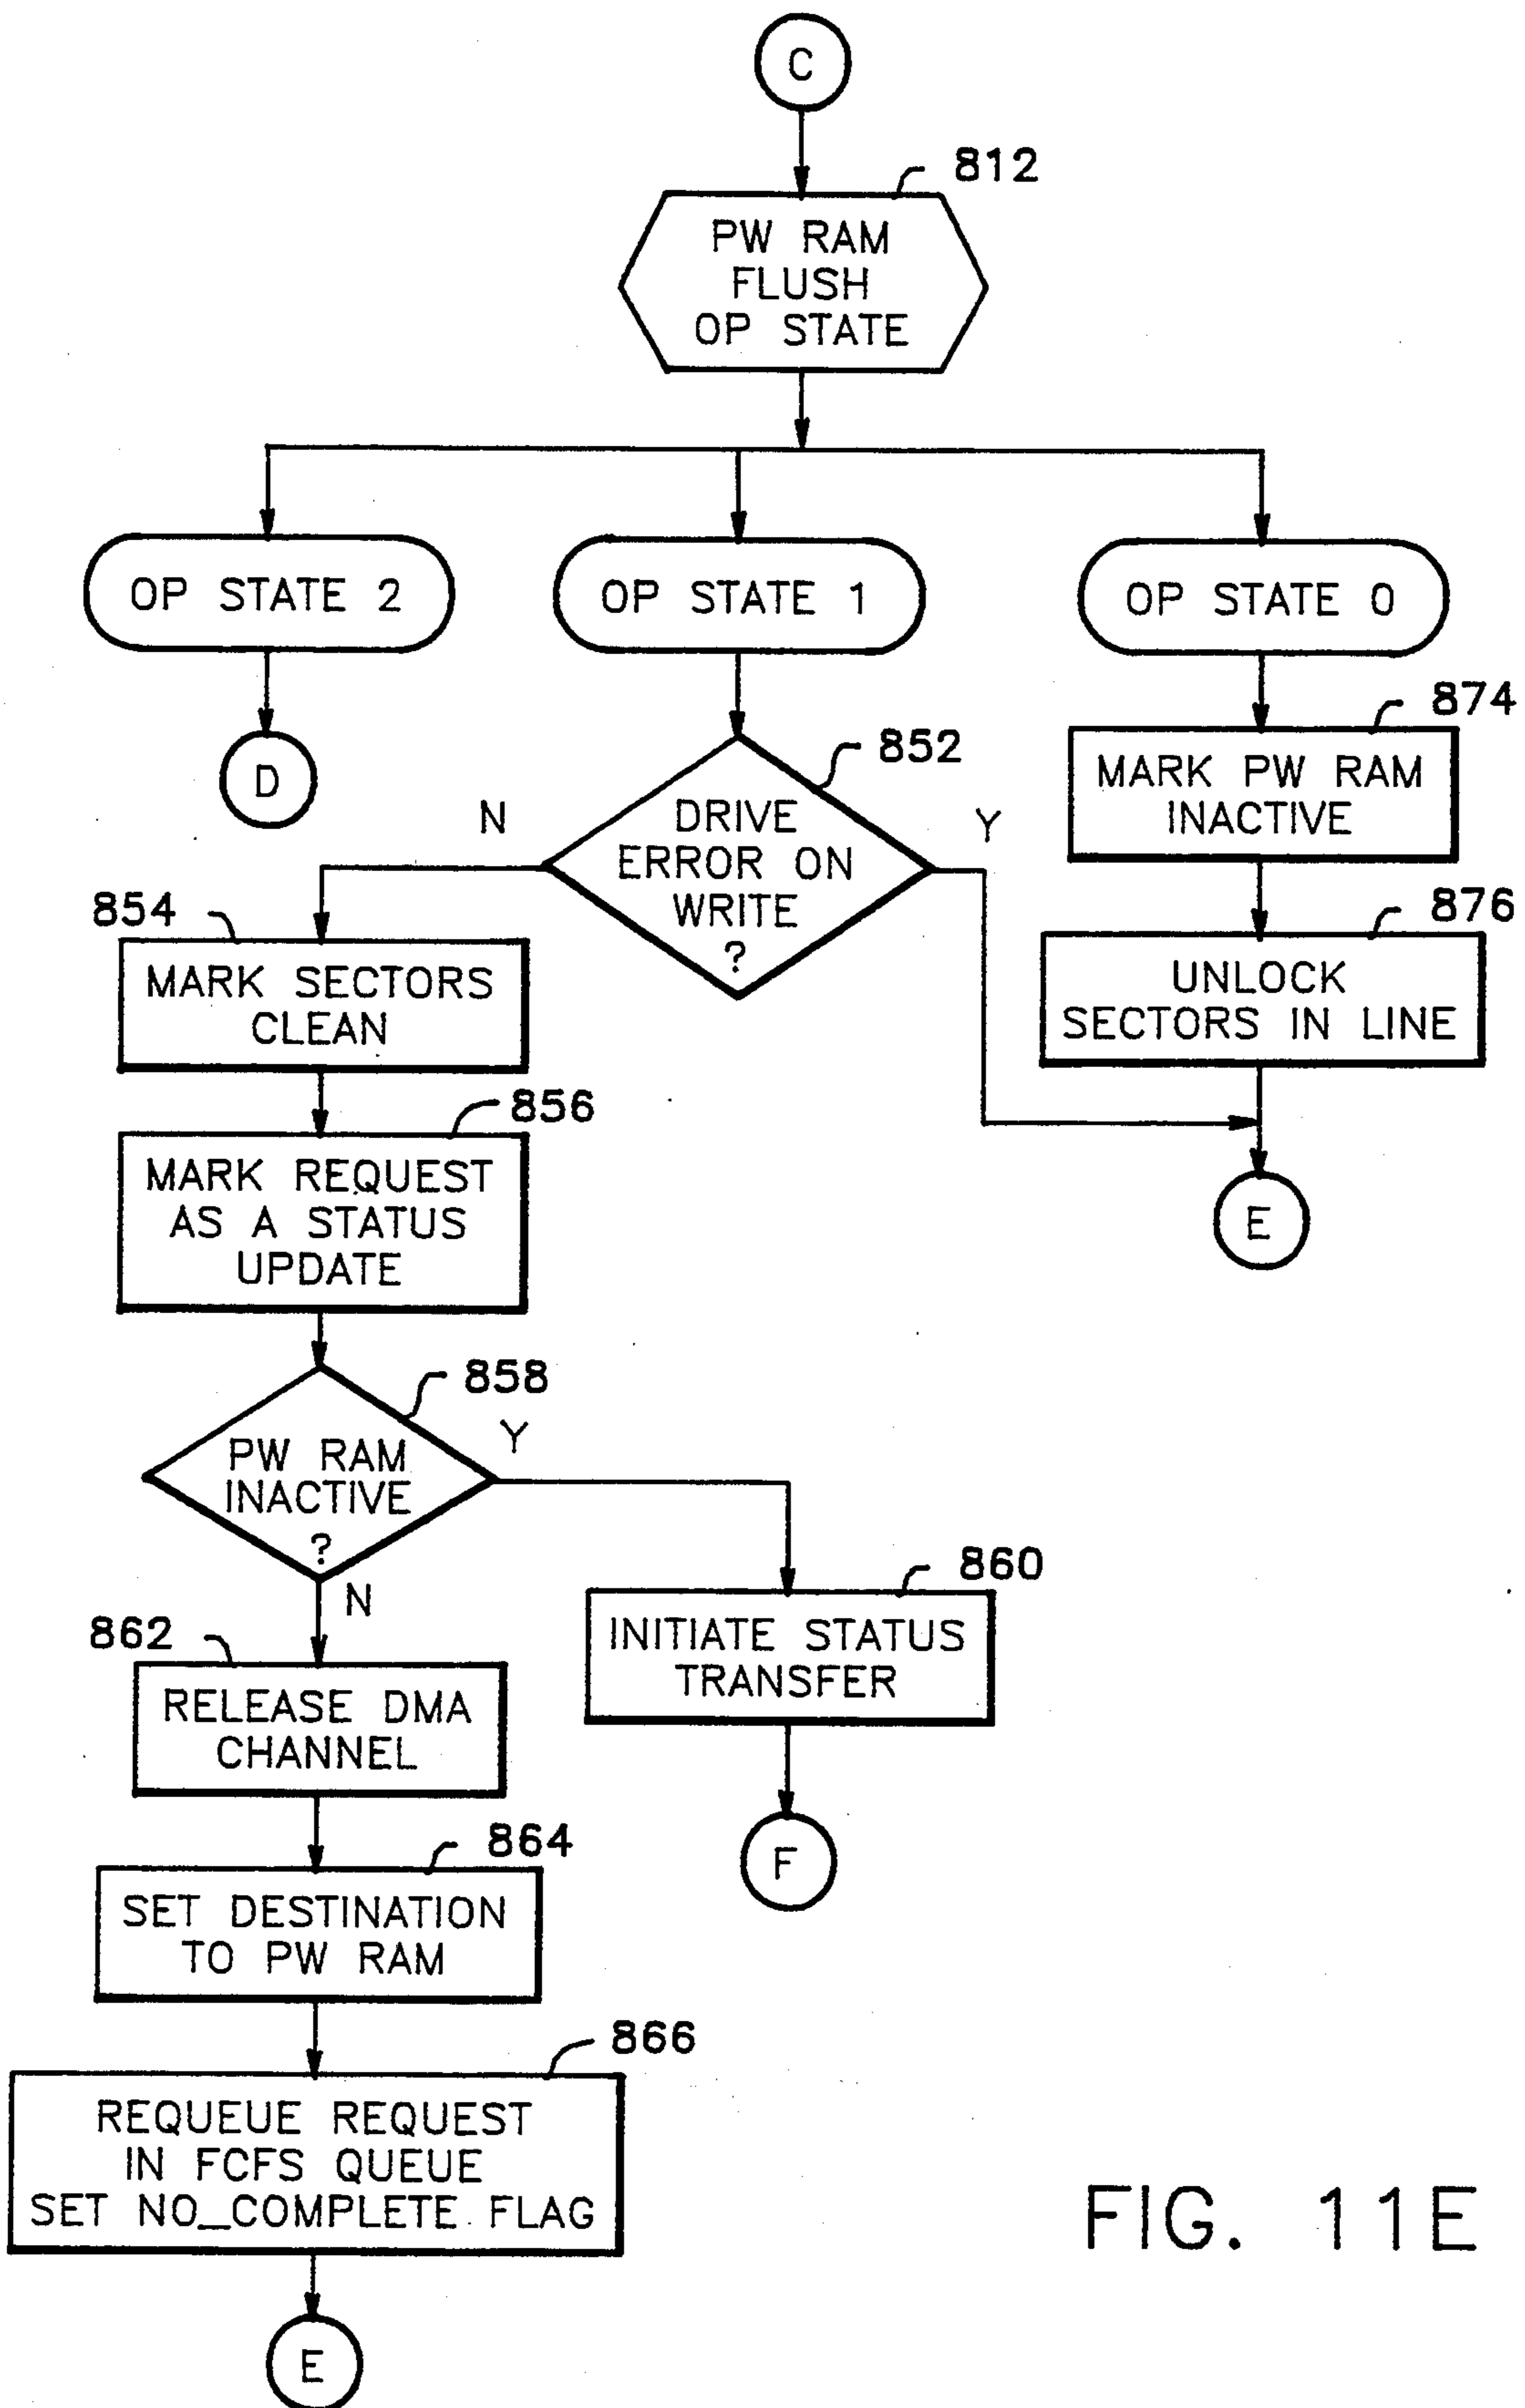 C
812
PW RAM
FLUSH
OP STATE
OP STATE 2
OP STATE 1
OP STATE 0
D
852
DRIVE
ERROR ON
WRITE
?
N
Y
874
MARK PW RAM
INACTIVE
876
UNLOCK
SECTORS IN LINE
E
854
MARK SECTORS
CLEAN
856
MARK REQUEST
AS A STATUS
UPDATE
858
PW RAM
INACTIVE
?
Y
N
860
INITIATE STATUS
TRANSFER
F
862
RELEASE DMA
CHANNEL
864
SET DESTINATION
TO PW RAM
866
REQUEUE REQUEST
IN FCFS QUEUE
SET NO_COMPLETE FLAG
E
FIG. 11E